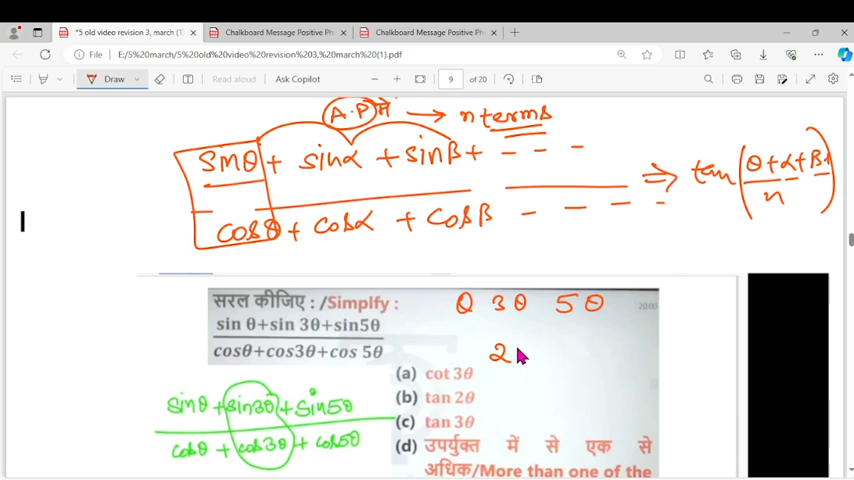 *5 old video revision 3, march (1)
Chalkboard Message Positive Ph
Chalkboard Message Positive Ph
File E:/5%20march/5%20old%20video%20revision%203,%20march%20(1).pdf
Draw Read aloud Ask Copilot 9 of 20
A.P में → n terms
sinθ + sinα + sinβ + - - -
cosθ + cosα + cosβ - - - -
⇒ tan (θ+α+β+ / n)
सरल कीजिए : /Simplfy :
θ 3θ 5θ
sin θ+sin 3θ+sin5θ
cosθ+cos3θ+cos 5θ
2
(a) cot 3θ
(b) tan 2θ
(c) tan 3θ
(d) उपर्युक्त में से एक से
अधिक/More than one of the
sinθ + sin3θ + sin5θ
cosθ + cos3θ + cos5θ